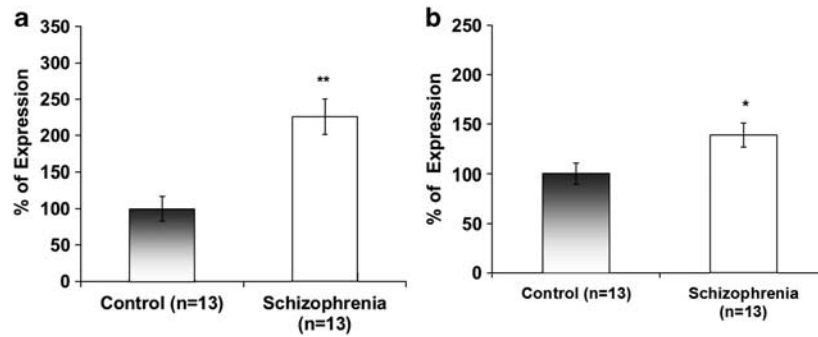 a
% of Expression
350
300
250
200
150
100
50
0
**
Control (n=13)
Schizophrenia
(n=13)
b
% of Expression
250
200
150
100
50
0
*
Control (n=13)
Schizophrenia
(n=13)